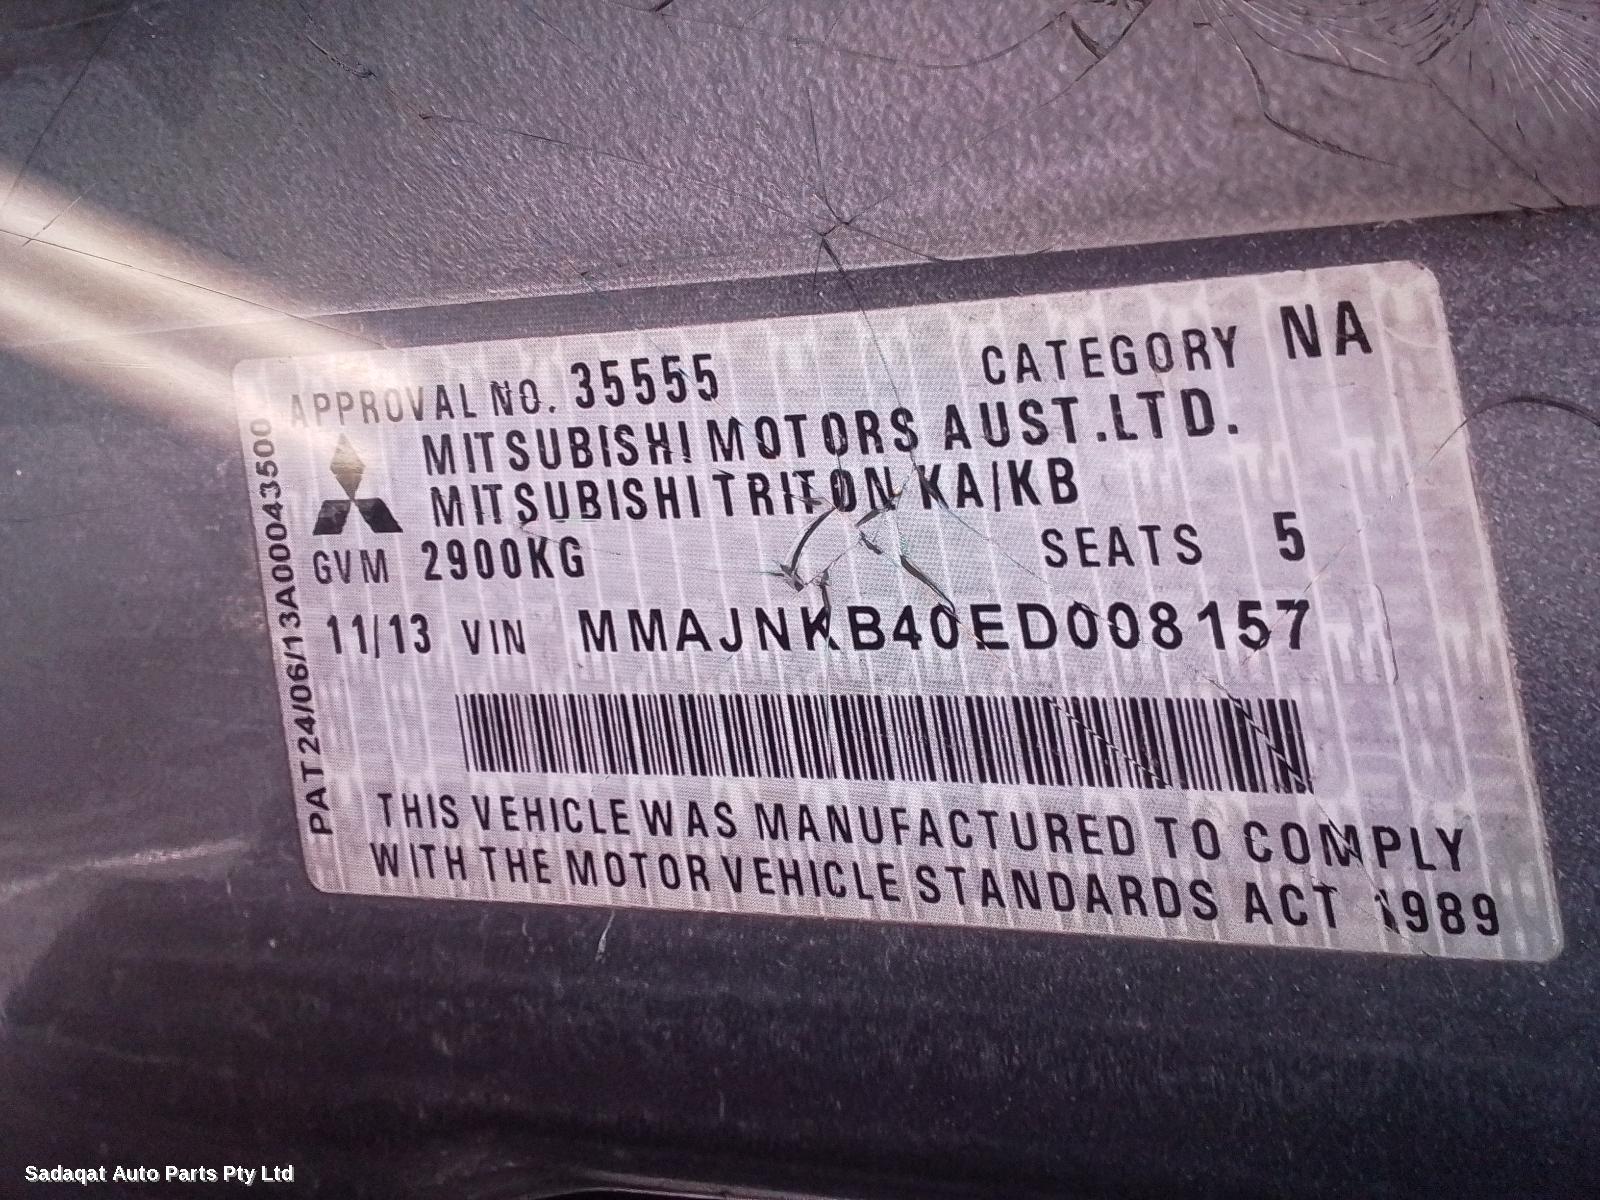 APPROVAL NO. 35555 CATEGORY NA
MITSUBISHI MOTORS AUST.LTD.
MITSUBISHI TRITON KA/KB
GVM 2900KG SEATS 5
11/13 VIN MMAJNKB40ED008157
THIS VEHICLE WAS MANUFACTURED TO COMPLY
WITH THE MOTOR VEHICLE STANDARDS ACT 1989
PAT24/06/13A00043500
Sadaqat Auto Parts Pty Ltd